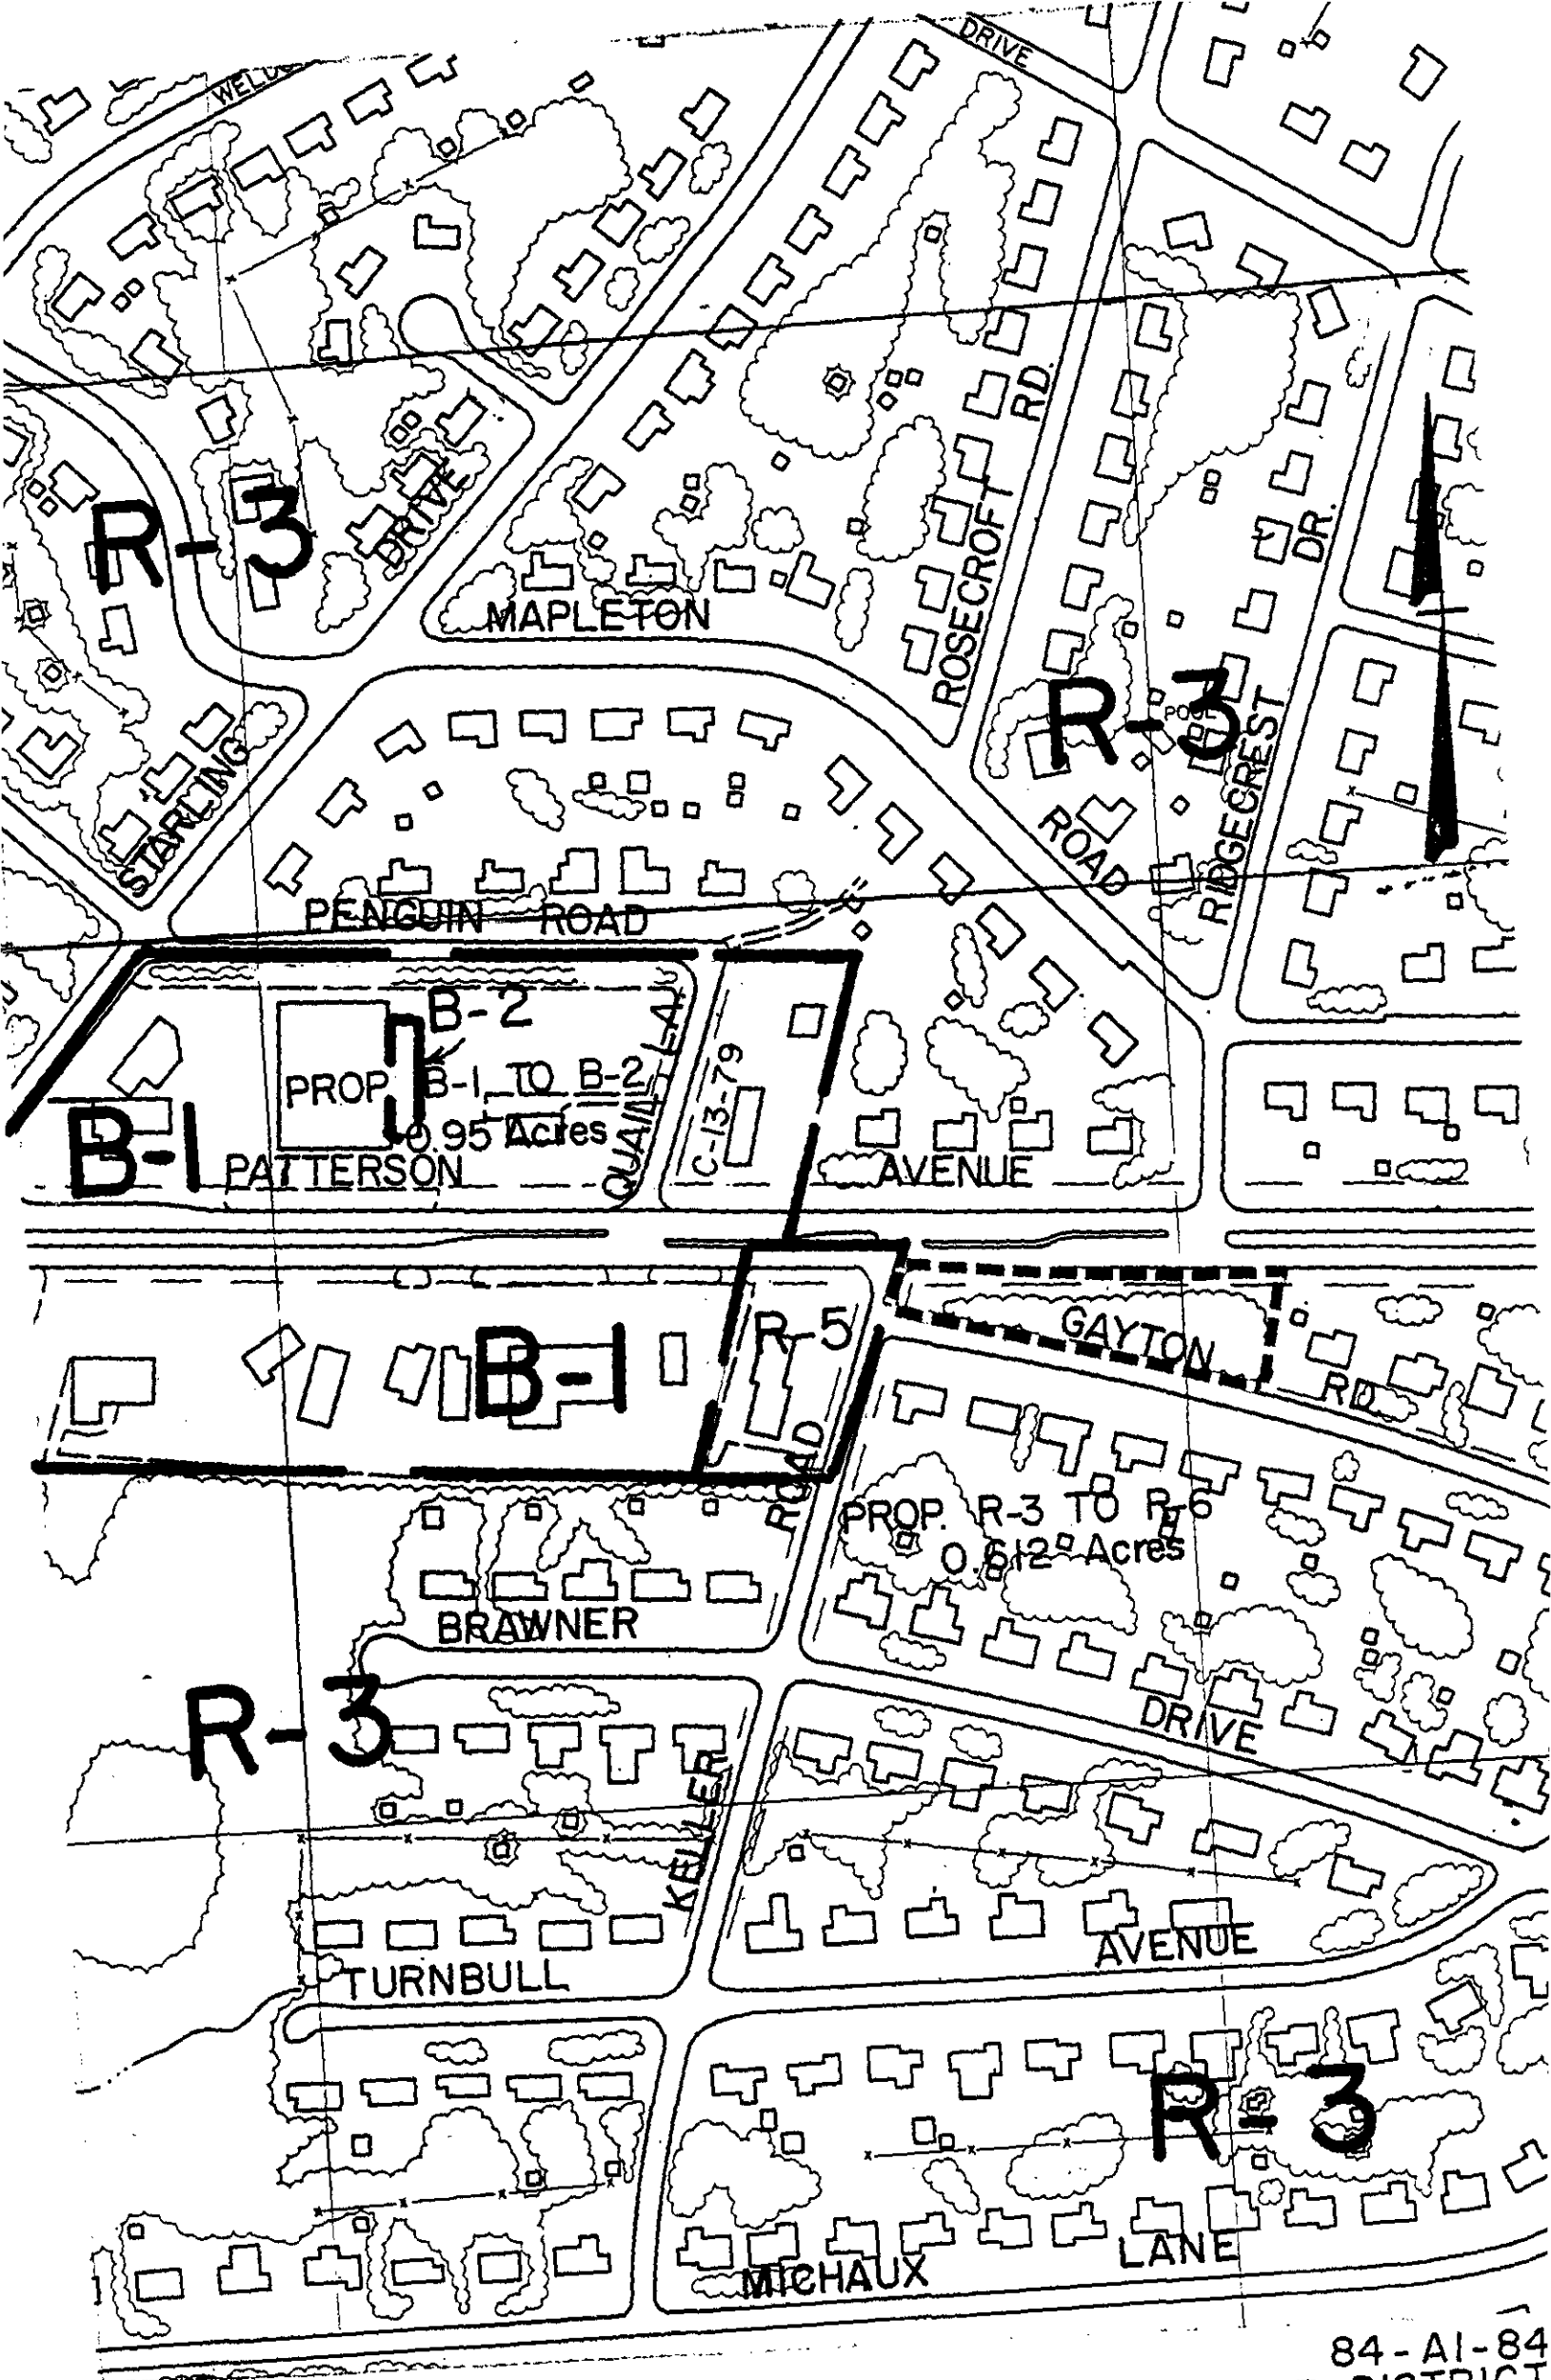 DRIVE
RD.
R-3
DRIVE
DR.
MAPLETON
ROSECROFT
R-3
POOL
STARLING
ROAD
RIDGECREST
PENGUIN ROAD
B-2
PROP. B-1 TO B-2
0.95 Acres
QUAIL LA.
C-13-79
B-1
PATTERSON AVENUE
R-5
GAYTON
B-1
RD.
ROAD
PROP. R-3 TO R-6
0.612 Acres
BRAWNER
R-3
DRIVE
KELLER
AVENUE
TURNBULL
R-3
LANE
MICHAUX
84-A1-84
DISTRICT